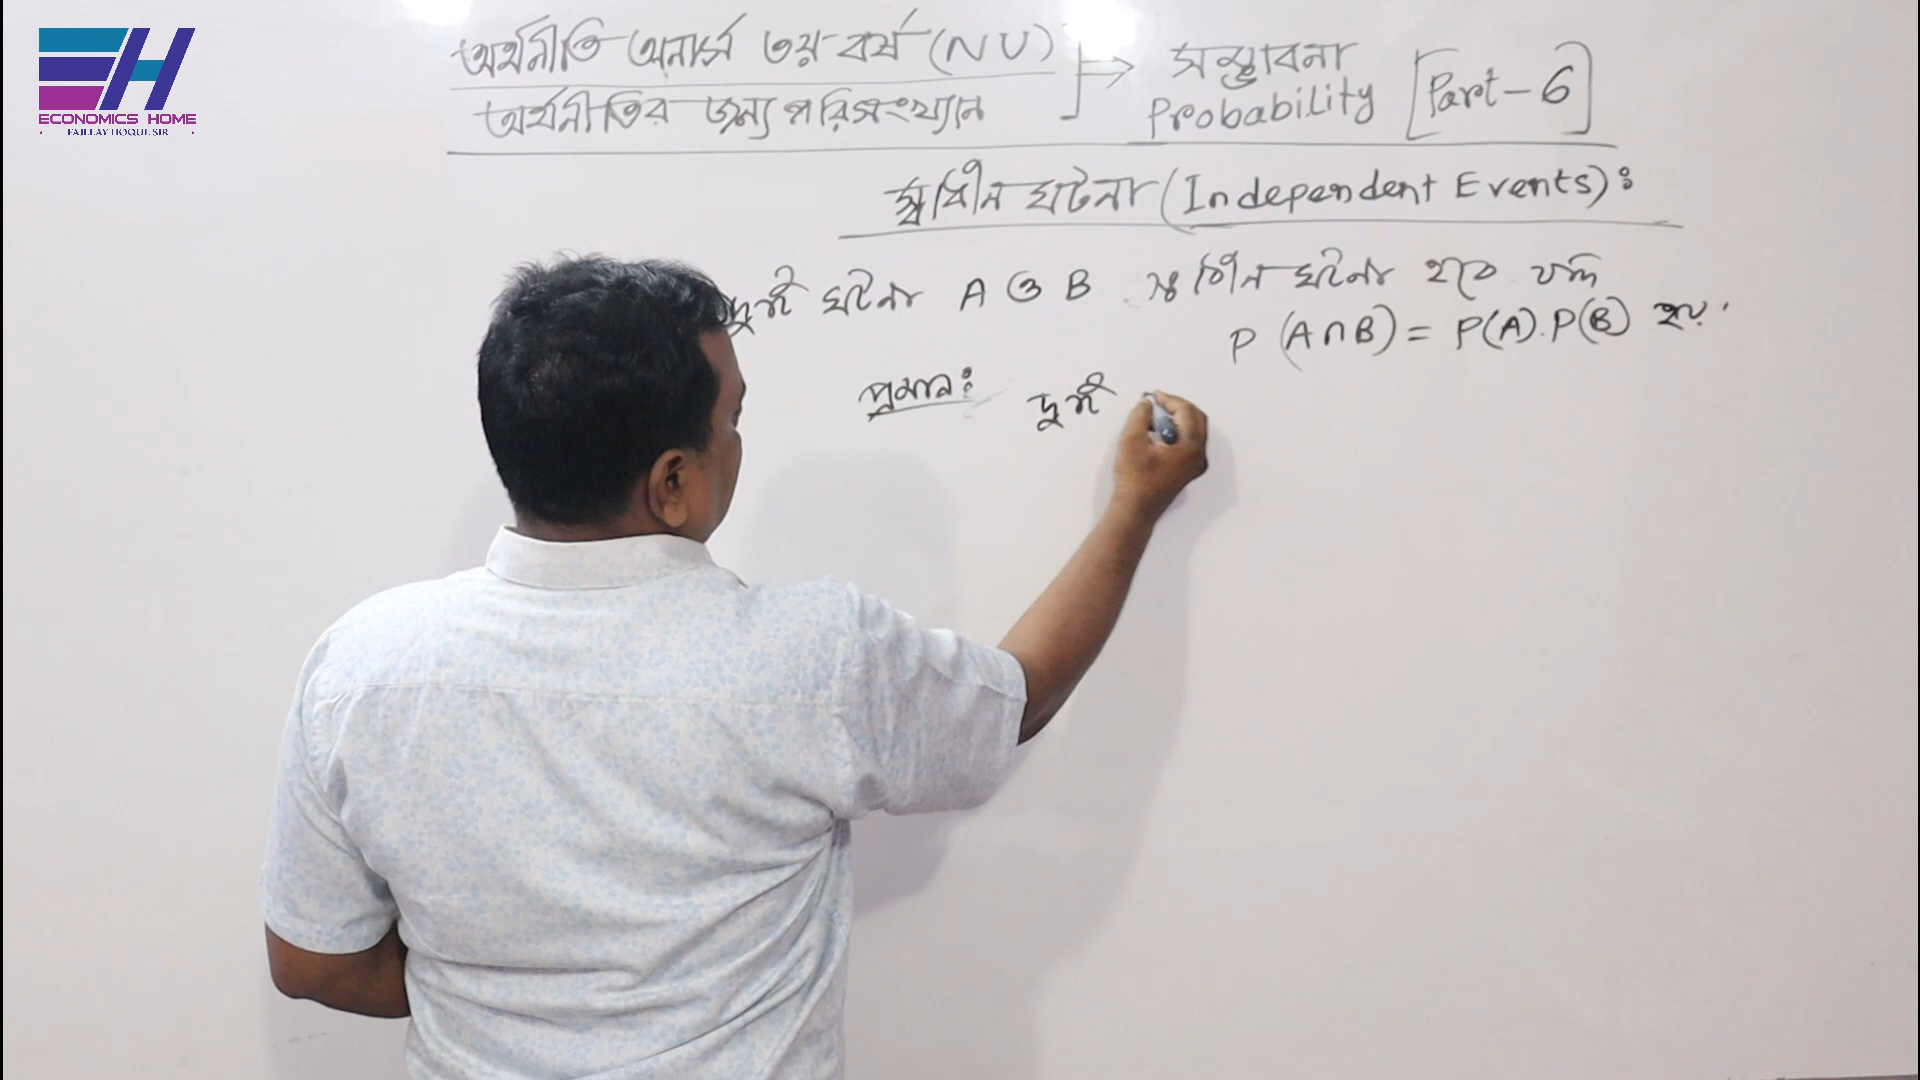 ECONOMICS HOME
FAJLLAY HOQUE SIR
অর্থনীতি অনার্স ৩য় বর্ষ (NU)
অর্থনীতির জন্য পরিসংখ্যান
সম্ভাবনা
Probability [Part-6]
স্বাধীন ঘটনা (Independent Events):
দুটি ঘটনা A ও B স্বাধীন ঘটনা হবে যদি
P (A∩B) = P(A).P(B) হয়.
প্রমাণ: দুটি